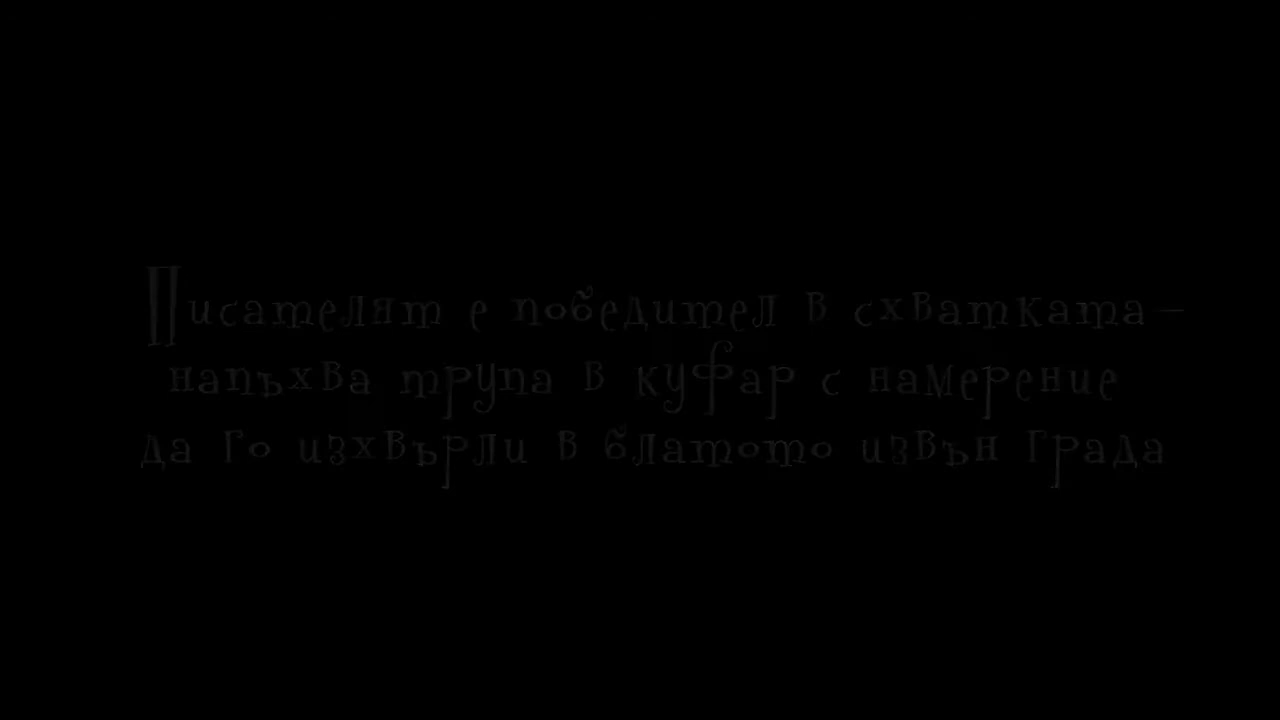 Писателят е победител в схватката–
напъхва трупа в куфар с намерение
да го изхвърли в блатото извън града